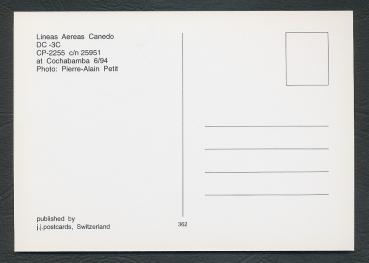 Lineas Aereas Canedo
DC -3C
CP-2255 c/n 25951
at Cochabamba 6/94
Photo: Pierre-Alain Petit
published by
j.j.postcards, Switzerland
362